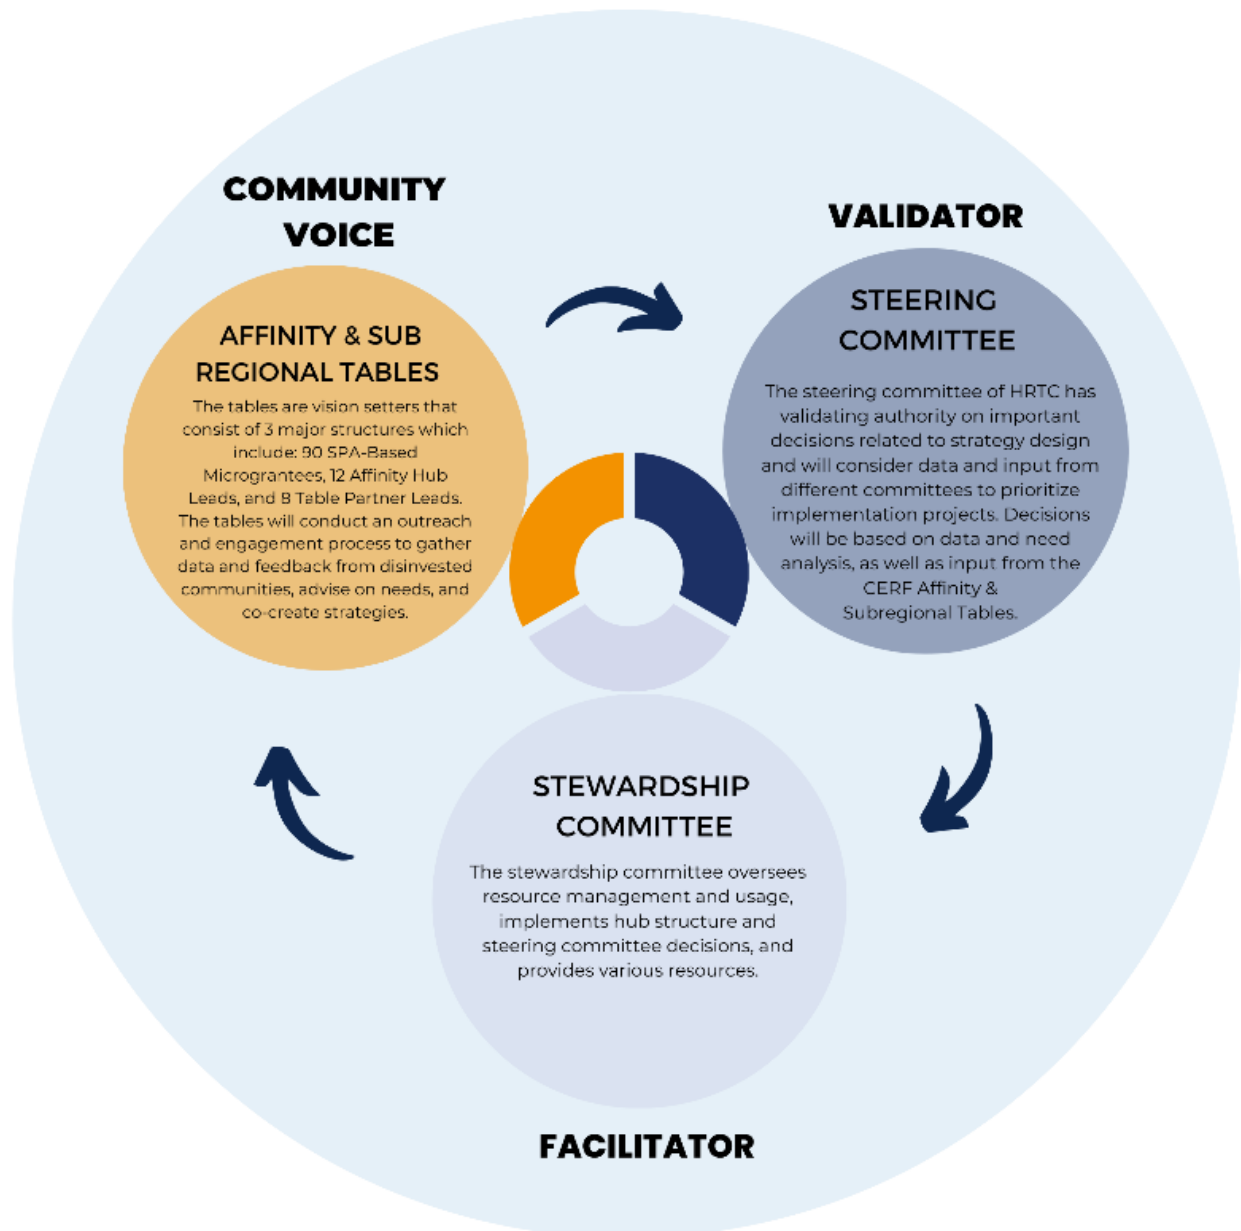 COMMUNITY
VOICE
AFFINITY & SUB
REGIONAL TABLES
The tables are vision setters that
consist of 3 major structures which
include: 90 SPA-Based
Micrograntees, 12 Affinity Hub
Leads, and 8 Table Partner Leads.
The tables will conduct an outreach
and engagement process to gather
data and feedback from disinvested
communities, advise on needs, and
co-create strategies.
VALIDATOR
STEERING
COMMITTEE
The steering committee of HRTC has
validating authority on important
decisions related to strategy design
and will consider data and input from
different committees to prioritize
implementation projects. Decisions
will be based on data and need
analysis, as well as input from the
CERF Affinity &
Subregional Tables.
STEWARDSHIP
COMMITTEE
The stewardship committee oversees
resource management and usage,
implements hub structure and
steering committee decisions, and
provides various resources.
FACILITATOR